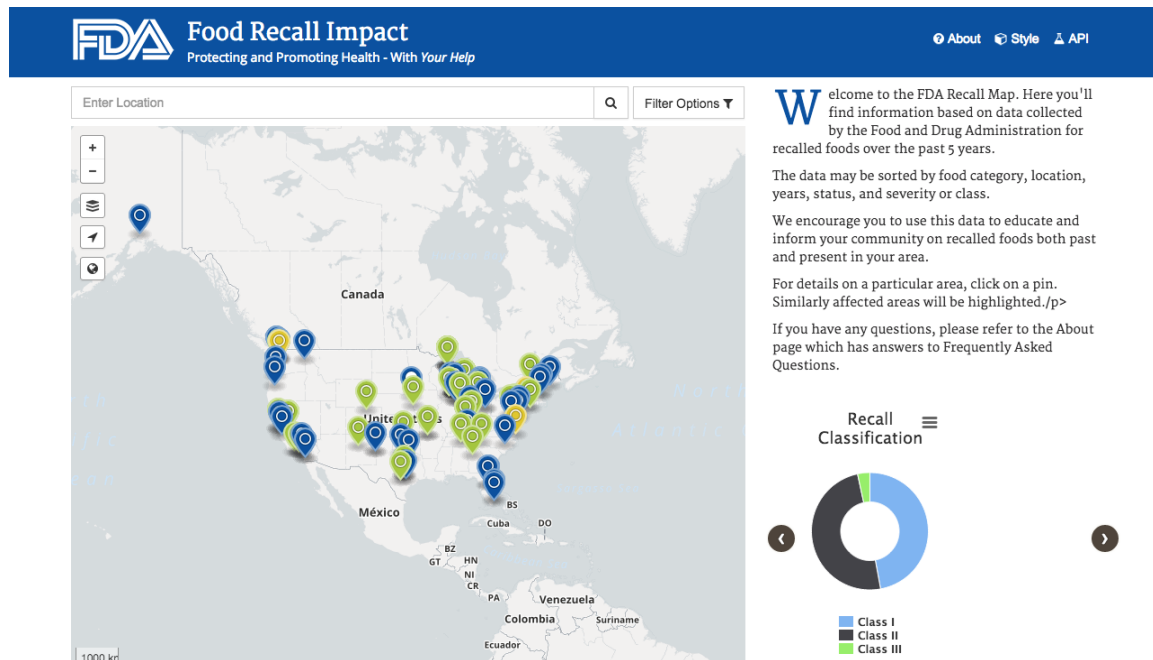 FDA
Food Recall Impact
Protecting and Promoting Health - With Your Help
About
Style
API
Enter Location
Filter Options
Welcome to the FDA Recall Map. Here you'll
find information based on data collected
by the Food and Drug Administration for
recalled foods over the past 5 years.
The data may be sorted by food category, location,
years, status, and severity or class.
We encourage you to use this data to educate and
inform your community on recalled foods both past
and present in your area.
For details on a particular area, click on a pin.
Similarly affected areas will be highlighted./p>
If you have any questions, please refer to the About
page which has answers to Frequently Asked
Questions.
+
−
Canada
México
BS
Cuba
DO
BZ
GT
HN
NI
CR
PA
Venezuela
Colombia
Suriname
Ecuador
Recall
Classification
Class I
Class II
Class III